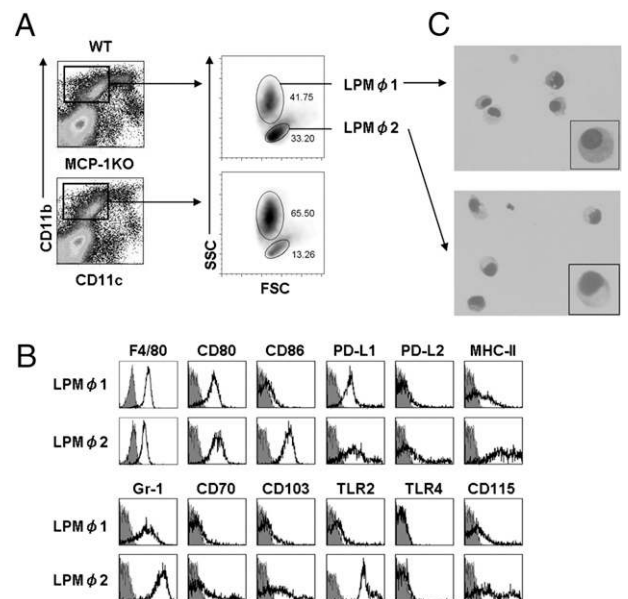 A
C
WT
MCP-1KO
CD11b
CD11c
SSC
FSC
41.75
33.20
65.50
13.26
LPMϕ1
LPMϕ2
B
F4/80 CD80 CD86 PD-L1 PD-L2 MHC-II
LPMϕ1
LPMϕ2
Gr-1 CD70 CD103 TLR2 TLR4 CD115
LPMϕ1
LPMϕ2